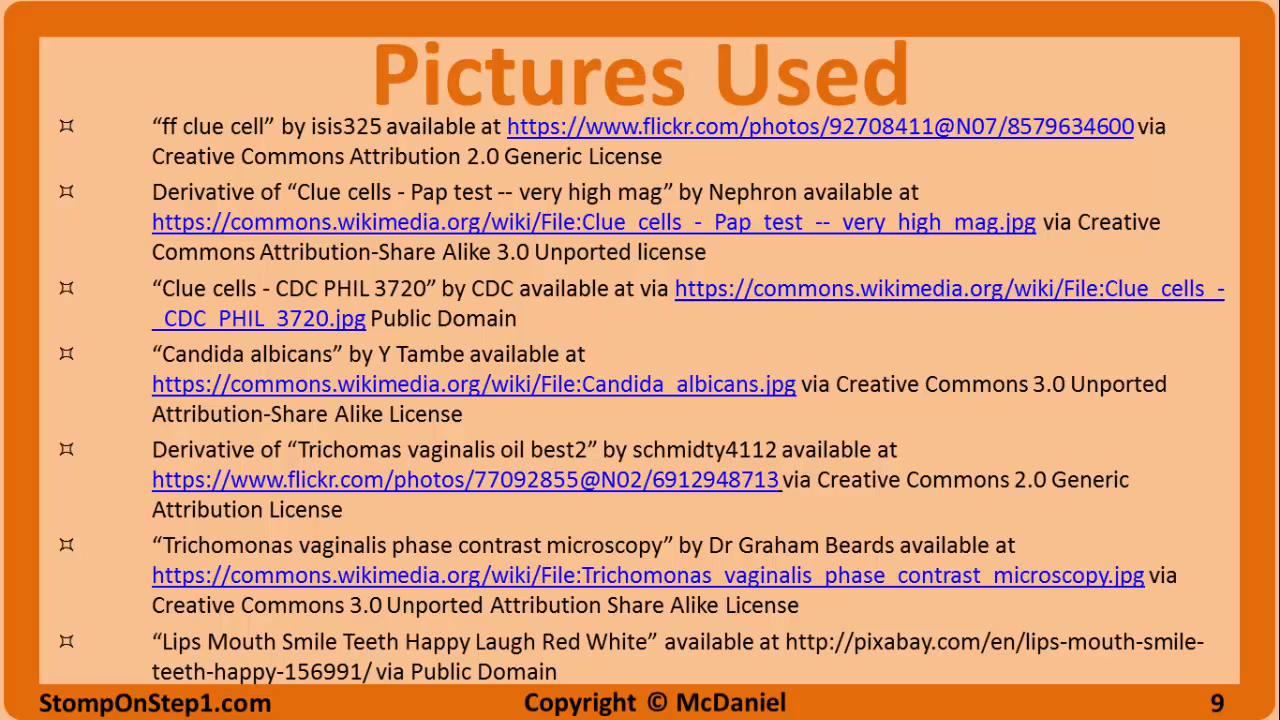 Pictures Used
"ff clue cell" by isis325 available at https://www.flickr.com/photos/92708411@N07/8579634600 via
Creative Commons Attribution 2.0 Generic License
Derivative of "Clue cells - Pap test -- very high mag" by Nephron available at
https://commons.wikimedia.org/wiki/File:Clue_cells_-_Pap_test_--_very_high_mag.jpg via Creative
Commons Attribution-Share Alike 3.0 Unported license
"Clue cells - CDC PHIL 3720" by CDC available at via https://commons.wikimedia.org/wiki/File:Clue_cells_-
_CDC_PHIL_3720.jpg Public Domain
"Candida albicans" by Y Tambe available at
https://commons.wikimedia.org/wiki/File:Candida_albicans.jpg via Creative Commons 3.0 Unported
Attribution-Share Alike License
Derivative of "Trichomas vaginalis oil best2" by schmidty4112 available at
https://www.flickr.com/photos/77092855@N02/6912948713 via Creative Commons 2.0 Generic
Attribution License
"Trichomonas vaginalis phase contrast microscopy" by Dr Graham Beards available at
https://commons.wikimedia.org/wiki/File:Trichomonas_vaginalis_phase_contrast_microscopy.jpg via
Creative Commons 3.0 Unported Attribution Share Alike License
"Lips Mouth Smile Teeth Happy Laugh Red White" available at http://pixabay.com/en/lips-mouth-smile-
teeth-happy-156991/ via Public Domain
StompOnStep1.com Copyright © McDaniel 9